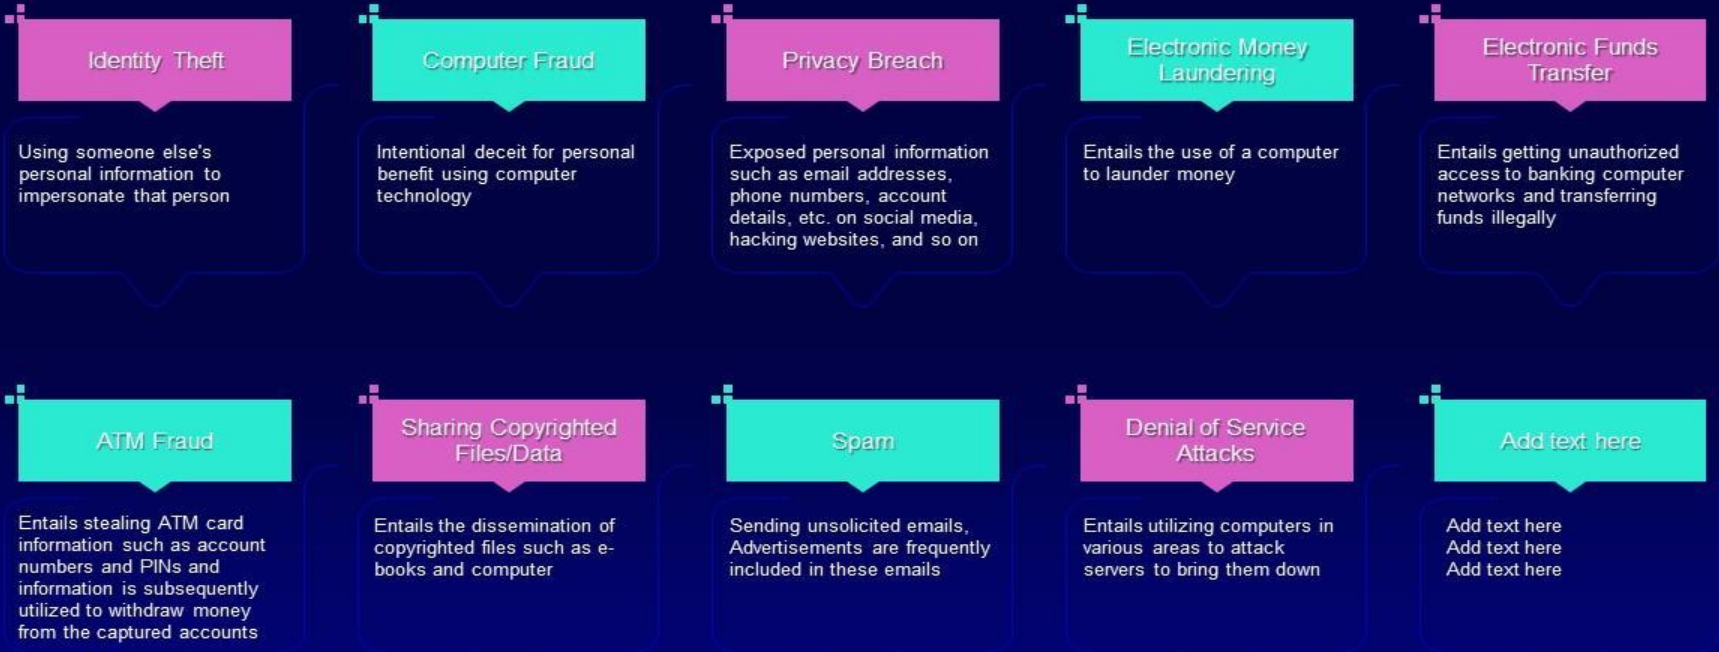 Identity Theft
Using someone else's
personal information to
impersonate that person
Computer Fraud
Intentional deceit for personal
benefit using computer
technology
Privacy Breach
Exposed personal information
such as email addresses,
phone numbers, account
details, etc. on social media,
hacking websites, and so on
Electronic Money
Laundering
Entails the use of a computer
to launder money
Electronic Funds
Transfer
Entails getting unauthorized
access to banking computer
networks and transferring
funds illegally
ATM Fraud
Entails stealing ATM card
information such as account
numbers and PINs and
information is subsequently
utilized to withdraw money
from the captured accounts
Sharing Copyrighted
Files/Data
Entails the dissemination of
copyrighted files such as e-
books and computer
Spam
Sending unsolicited emails,
Advertisements are frequently
included in these emails
Denial of Service
Attacks
Entails utilizing computers in
various areas to attack
servers to bring them down
Add text here
Add text here
Add text here
Add text here